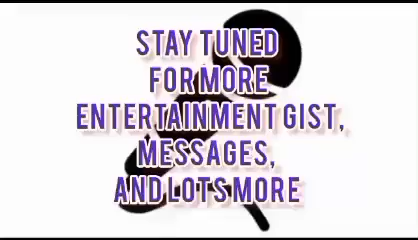 STAY TUNED
FOR MORE
ENTERTAINMENT GIST,
MESSAGES,
AND LOTS MORE